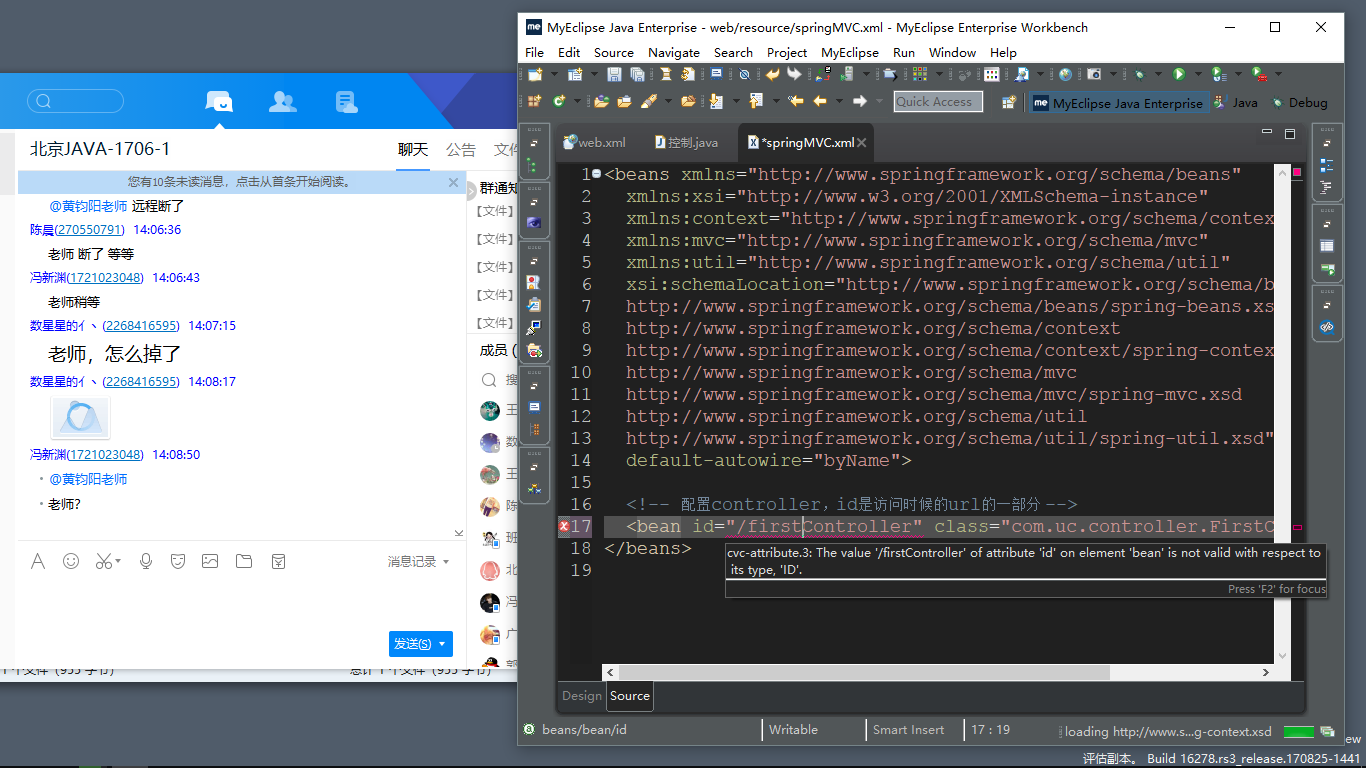 北京JAVA-1706-1
聊天 公告
您有10条未读消息，点击从首条开始阅读。
@黄钧阳老师 远程断了
陈晨(270550791) 14:06:36
老师 断了 等等
冯新渊(1721023048) 14:06:43
老师稍等
数星星的亻丶(2268416595) 14:07:15
老师，怎么掉了
数星星的亻丶(2268416595) 14:08:17
冯新渊(1721023048) 14:08:50
@黄钧阳老师
老师?
消息记录
发送(S)
群通知
【文件】
【文件】
【文件】
【文件】
【文件】
成员 (
搜
王
数
王
陈
班
北
冯
广
MyEclipse Java Enterprise - web/resource/springMVC.xml - MyEclipse Enterprise Workbench
File Edit Source Navigate Search Project MyEclipse Run Window Help
Quick Access
MyEclipse Java Enterprise Java Debug
web.xml 控制.java *springMVC.xml
1 <beans xmlns="http://www.springframework.org/schema/beans"
2 xmlns:xsi="http://www.w3.org/2001/XMLSchema-instance"
3 xmlns:context="http://www.springframework.org/schema/contex
4 xmlns:mvc="http://www.springframework.org/schema/mvc"
5 xmlns:util="http://www.springframework.org/schema/util"
6 xsi:schemaLocation="http://www.springframework.org/schema/b
7 http://www.springframework.org/schema/beans/spring-beans.xs
8 http://www.springframework.org/schema/context
9 http://www.springframework.org/schema/context/spring-contex
10 http://www.springframework.org/schema/mvc
11 http://www.springframework.org/schema/mvc/spring-mvc.xsd
12 http://www.springframework.org/schema/util
13 http://www.springframework.org/schema/util/spring-util.xsd"
14 default-autowire="byName">
15
16 <!-- 配置controller，id是访问时候的url的一部分 -->
17 <bean id="/firstController" class="com.uc.controller.FirstC
18 </beans>
19
cvc-attribute.3: The value '/firstController' of attribute 'id' on element 'bean' is not valid with respect to
its type, 'ID'.
Press 'F2' for focus
Design Source
beans/bean/id Writable Smart Insert 17 : 19 loading http://www.s...g-context.xsd
评估副本。 Build 16278.rs3_release.170825-1441